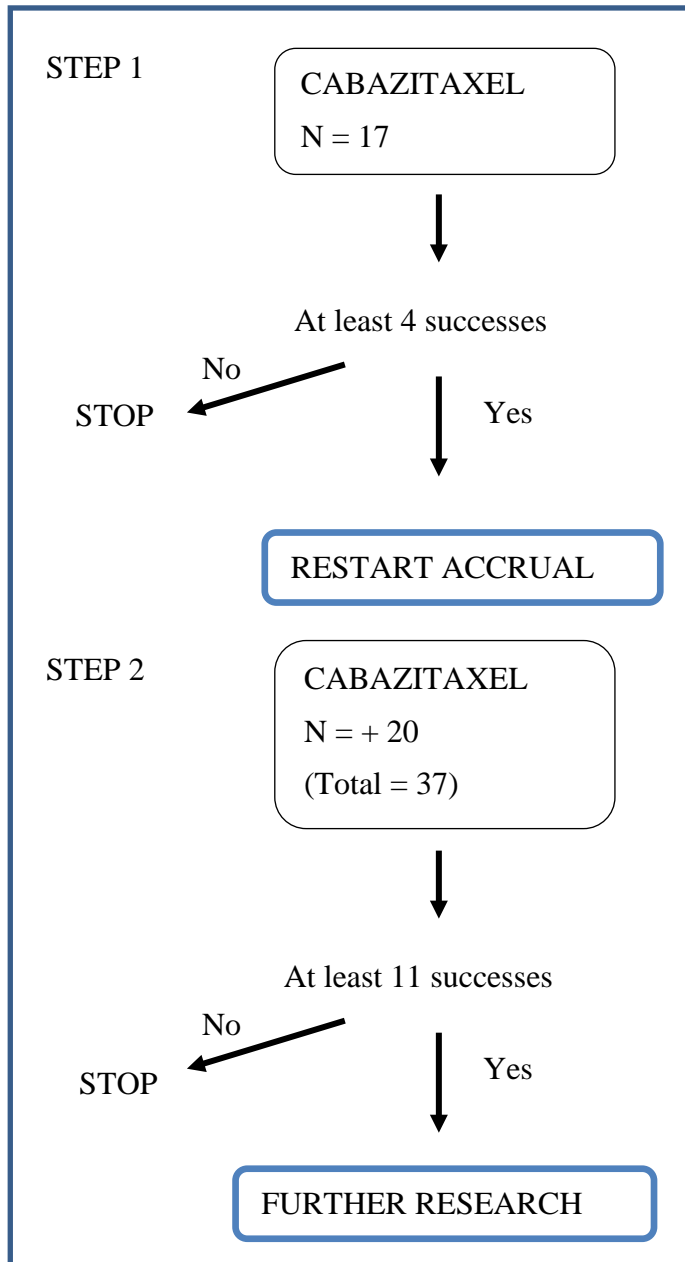 STEP 1
CABAZITAXEL
N = 17
At least 4 successes
No
STOP
Yes
RESTART ACCRUAL
STEP 2
CABAZITAXEL
N = + 20
(Total = 37)
At least 11 successes
No
STOP
Yes
FURTHER RESEARCH